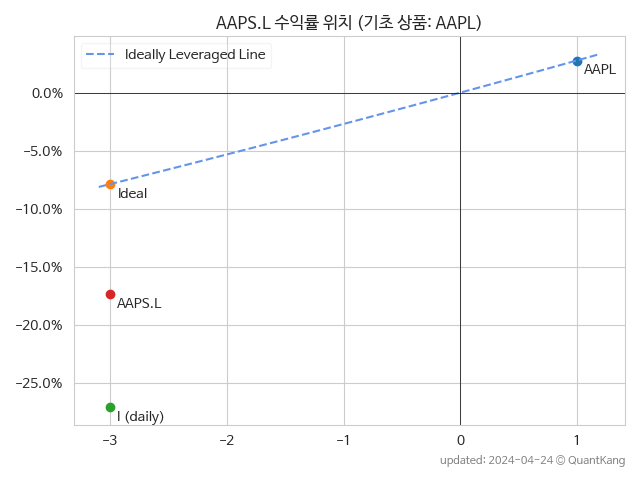 AAPS.L 수익률 위치 (기초 상품: AAPL)
Ideally Leveraged Line
AAPL
0.0%
−5.0%
Ideal
−10.0%
−15.0%
AAPS.L
−20.0%
−25.0%
I (daily)
−3 −2 −1 0 1
updated: 2024-04-24 © QuantKang